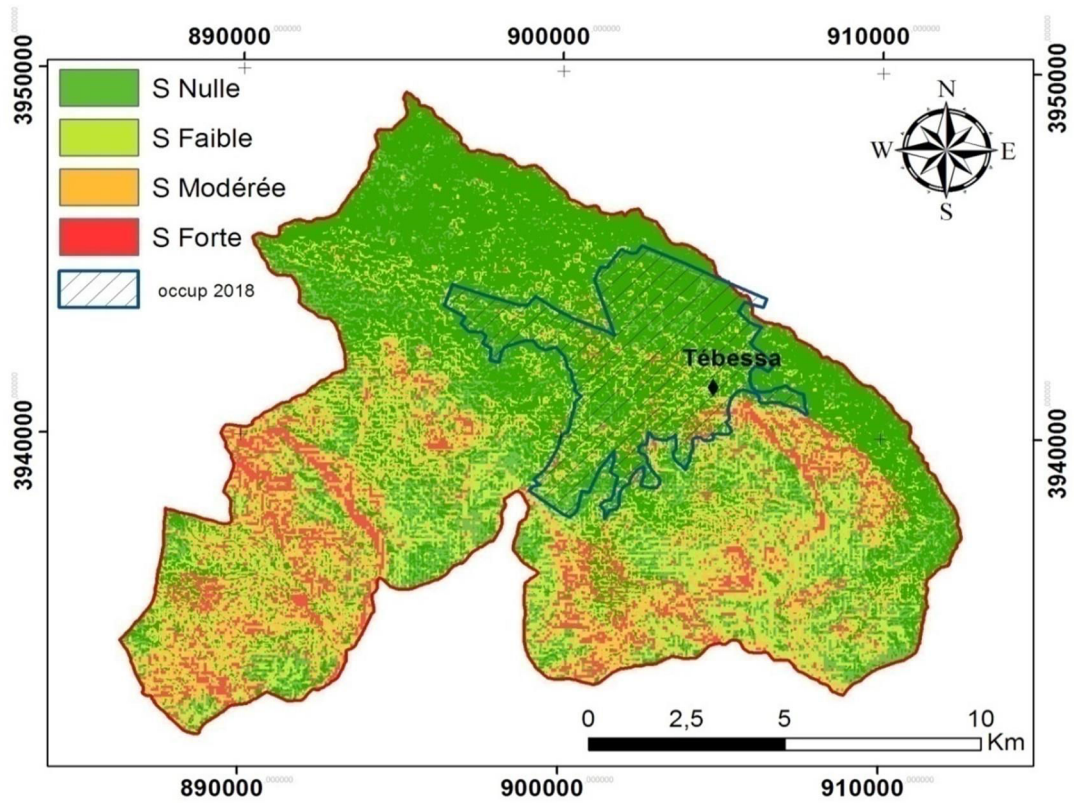 890000 900000 910000
3950000
3950000
S Nulle
S Faible
S Modérée
S Forte
occup 2018
N
W E
S
Tébessa
3940000
3940000
0 2,5 5 10
Km
890000 900000 910000